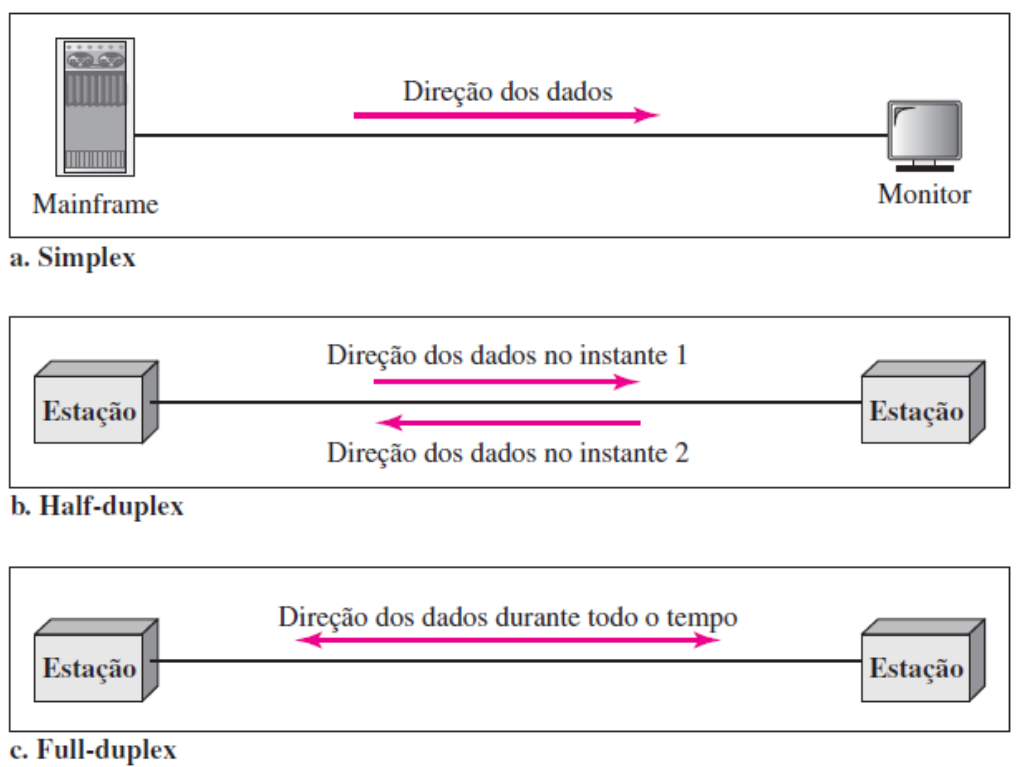 Direção dos dados
Mainframe
Monitor
a. Simplex
Direção dos dados no instante 1
Estação
Estação
Direção dos dados no instante 2
b. Half-duplex
Direção dos dados durante todo o tempo
Estação
Estação
c. Full-duplex